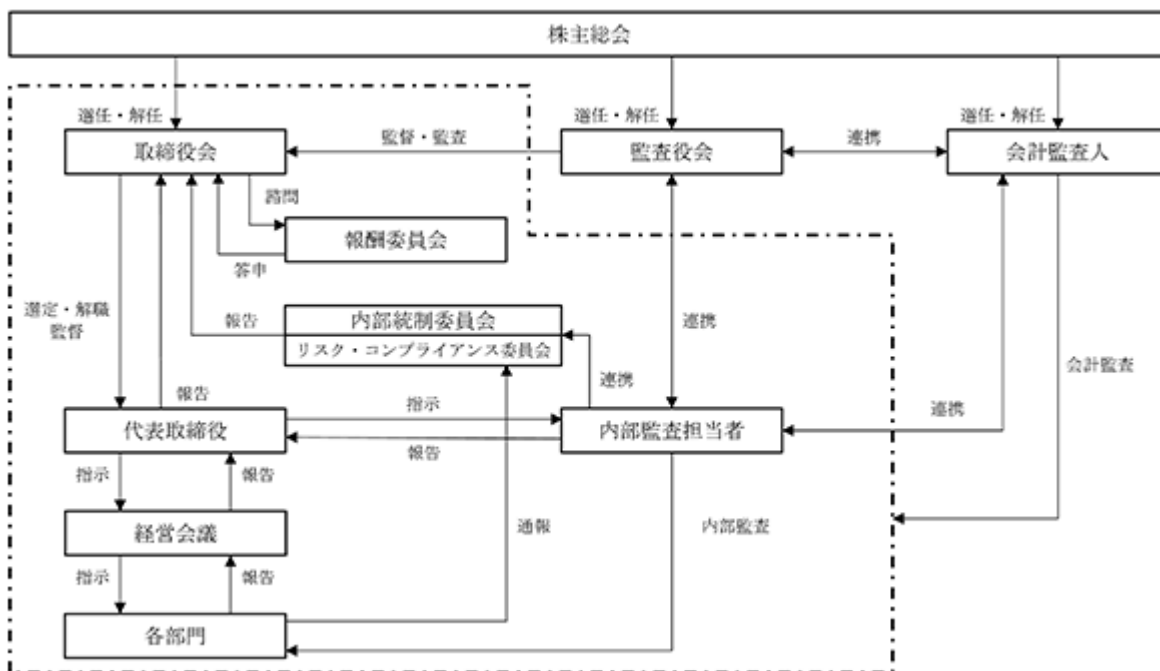 株主総会
選任・解任
選任・解任
選任・解任
取締役会
監督・監査
監査役会
連携
会計監査人
諮問
報酬委員会
答申
選定・解職
監督
報告
内部統制委員会
リスク・コンプライアンス委員会
連携
連携
会計監査
報告
指示
連携
代表取締役
内部監査担当者
報告
指示
報告
経営会議
通報
内部監査
指示
報告
各部門